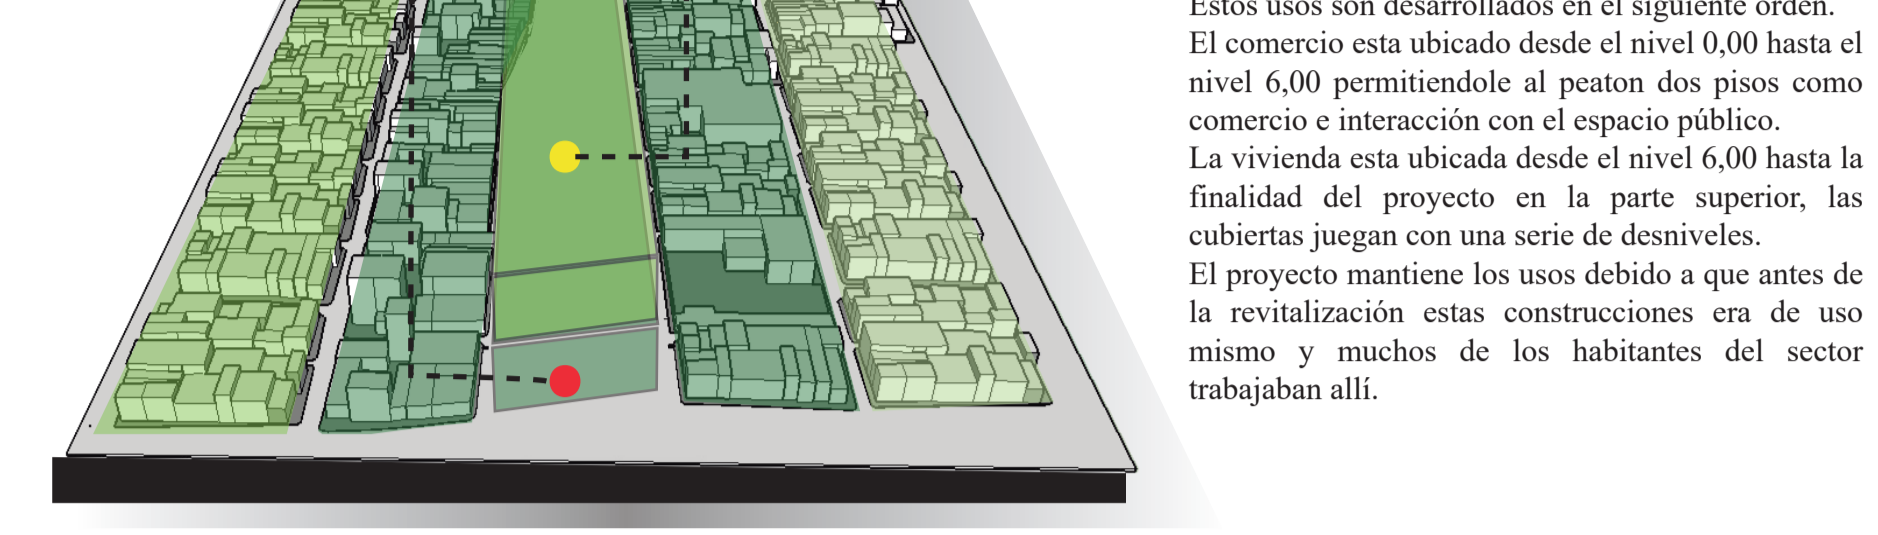 Estos usos son desarrollados en el siguiente orden.
El comercio esta ubicado desde el nivel 0,00 hasta el
nivel 6,00 permitiendole al peaton dos pisos como
comercio e interacción con el espacio público.
La vivienda esta ubicada desde el nivel 6,00 hasta la
finalidad del proyecto en la parte superior, las
cubiertas juegan con una serie de desniveles.
El proyecto mantiene los usos debido a que antes de
la revitalización estas construcciones era de uso
mismo y muchos de los habitantes del sector
trabajaban allí.